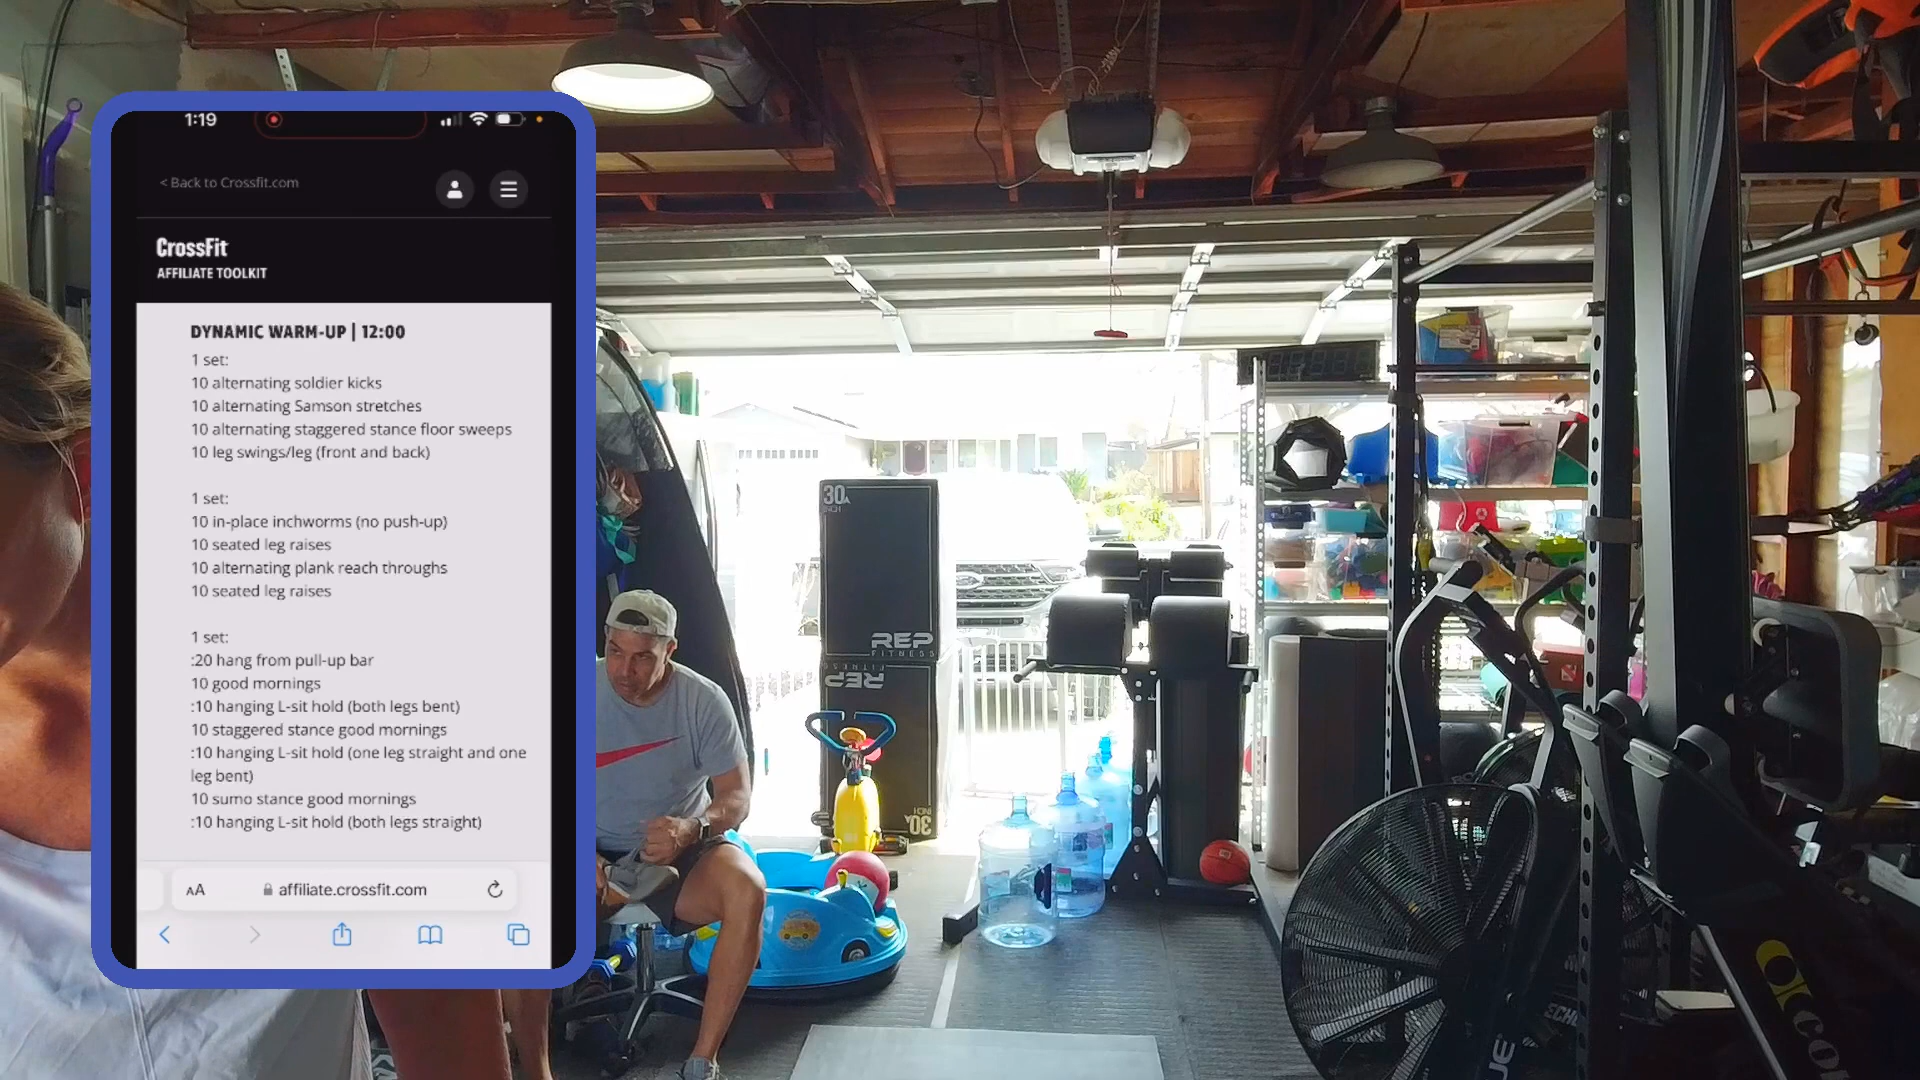 1:19
< Back to Crossfit.com
CrossFit
AFFILIATE TOOLKIT
DYNAMIC WARM-UP | 12:00
1 set:
10 alternating soldier kicks
10 alternating Samson stretches
10 alternating staggered stance floor sweeps
10 leg swings/leg (front and back)
1 set:
10 in-place inchworms (no push-up)
10 seated leg raises
10 alternating plank reach throughs
10 seated leg raises
1 set:
:20 hang from pull-up bar
10 good mornings
:10 hanging L-sit hold (both legs bent)
10 staggered stance good mornings
:10 hanging L-sit hold (one leg straight and one
leg bent)
10 sumo stance good mornings
:10 hanging L-sit hold (both legs straight)
AA
affiliate.crossfit.com
30
INCH
REP
FITNESS
FITNESS
REP
30
INCH
ECHO